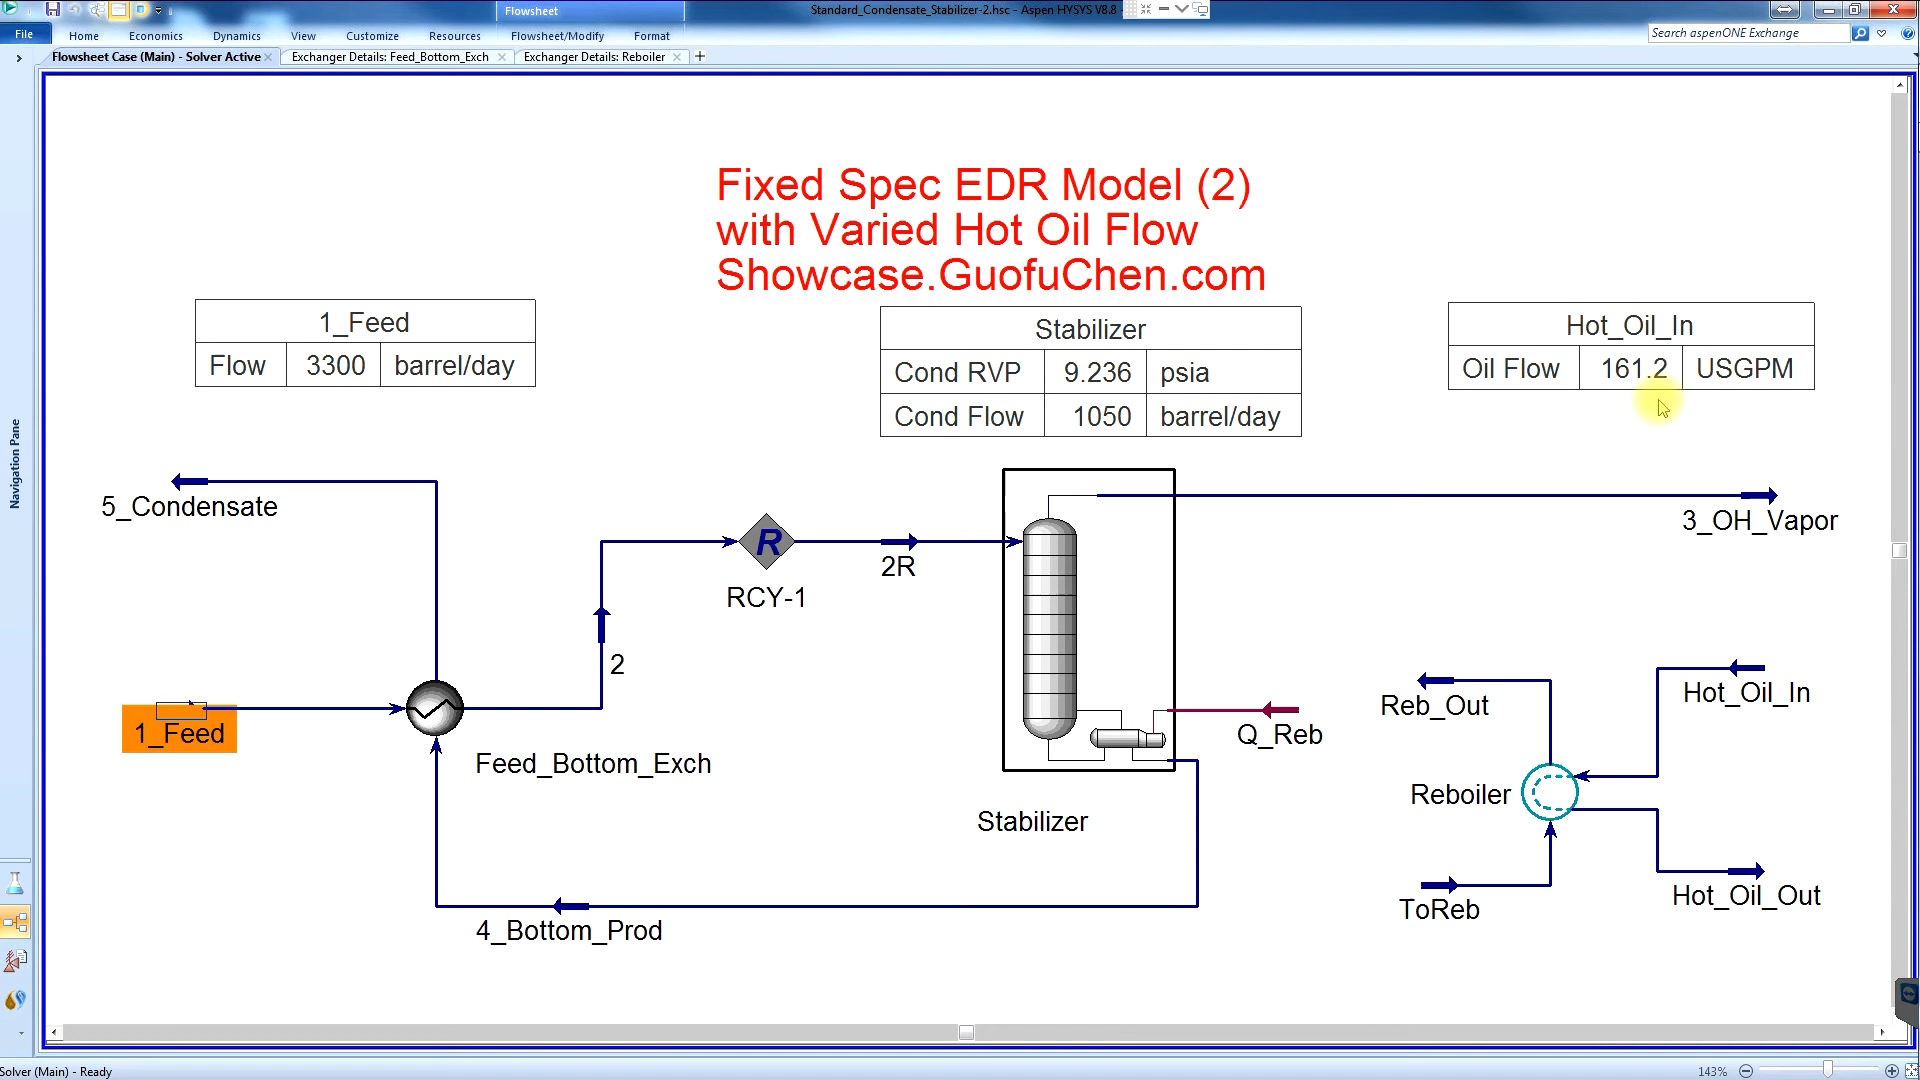 Flowsheet
Standard_Condensate_Stabilizer-2.hsc - Aspen HYSYS V8.8 -
File Home Economics Dynamics View Customize Resources Flowsheet/Modify Format
Search aspenONE Exchange
Flowsheet Case (Main) - Solver Active Exchanger Details: Feed_Bottom_Exch Exchanger Details: Reboiler
Navigation Pane
Fixed Spec EDR Model (2)
with Varied Hot Oil Flow
Showcase.GuofuChen.com
1_Feed
Flow 3300 barrel/day
Stabilizer
Cond RVP 9.236 psia
Cond Flow 1050 barrel/day
Hot_Oil_In
Oil Flow 161.2 USGPM
5_Condensate
3_OH_Vapor
R
2R
RCY-1
2
1_Feed
Feed_Bottom_Exch
Stabilizer
Q_Reb
4_Bottom_Prod
Reb_Out
Hot_Oil_In
Reboiler
ToReb
Hot_Oil_Out
Solver (Main) - Ready
143%